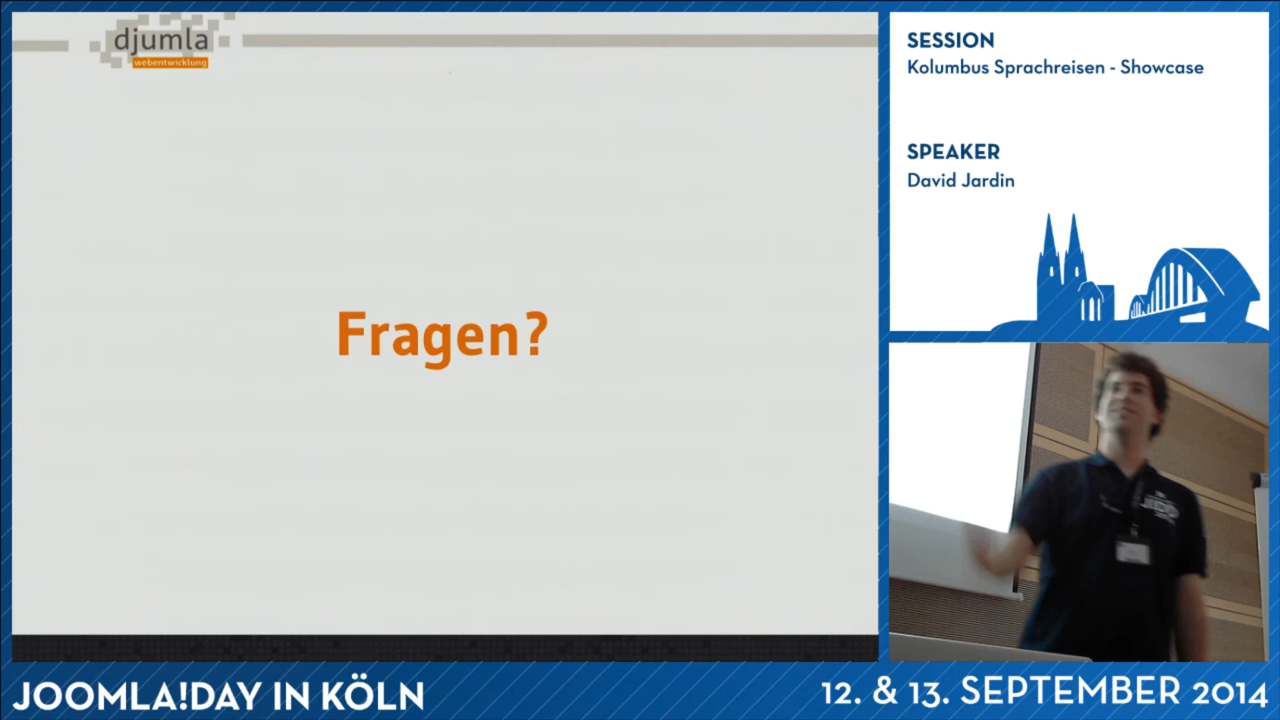 djumla
webentwicklung
Fragen?
SESSION
Kolumbus Sprachreisen - Showcase
SPEAKER
David Jardin
JOOMLA!DAY IN KÖLN
12. & 13. SEPTEMBER 2014